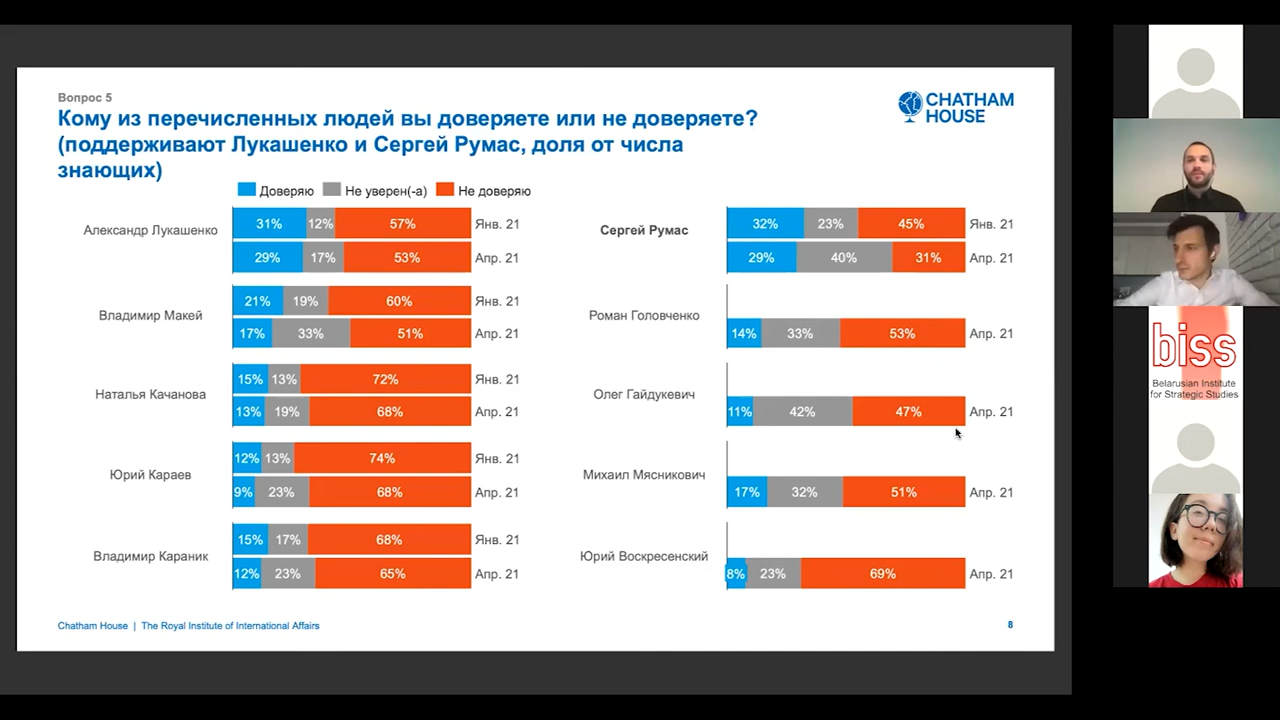 Вопрос 5
Кому из перечисленных людей вы доверяете или не доверяете?
(поддерживают Лукашенко и Сергей Румас, доля от числа
знающих)
CHATHAM
HOUSE
Доверяю Не уверен(-а) Не доверяю
Александр Лукашенко
31% 12% 57% Янв. 21
29% 17% 53% Апр. 21
Владимир Макей
21% 19% 60% Янв. 21
17% 33% 51% Апр. 21
Наталья Качанова
15% 13% 72% Янв. 21
13% 19% 68% Апр. 21
Юрий Караев
12% 13% 74% Янв. 21
9% 23% 68% Апр. 21
Владимир Караник
15% 17% 68% Янв. 21
12% 23% 65% Апр. 21
Сергей Румас
32% 23% 45% Янв. 21
29% 40% 31% Апр. 21
Роман Головченко
14% 33% 53% Апр. 21
Олег Гайдукевич
11% 42% 47% Апр. 21
Михаил Мясникович
17% 32% 51% Апр. 21
Юрий Воскресенский
8% 23% 69% Апр. 21
Chatham House | The Royal Institute of International Affairs
8
biss
Belarusian Institute
for Strategic Studies